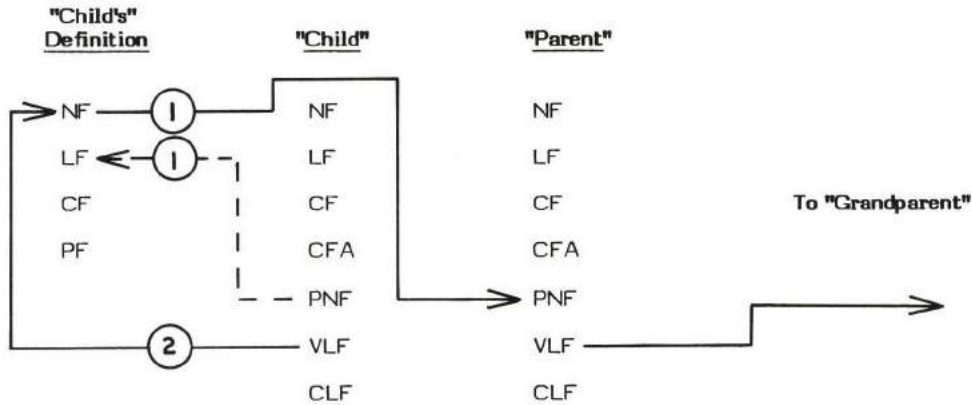 "Child's"
Definition "Child" "Parent"
NF 1 NF NF
LF 1 LF LF
CF CF CF
To "Grandparent"
PF CFA CFA
PNF PNF
2 VLF VLF
CLF CLF